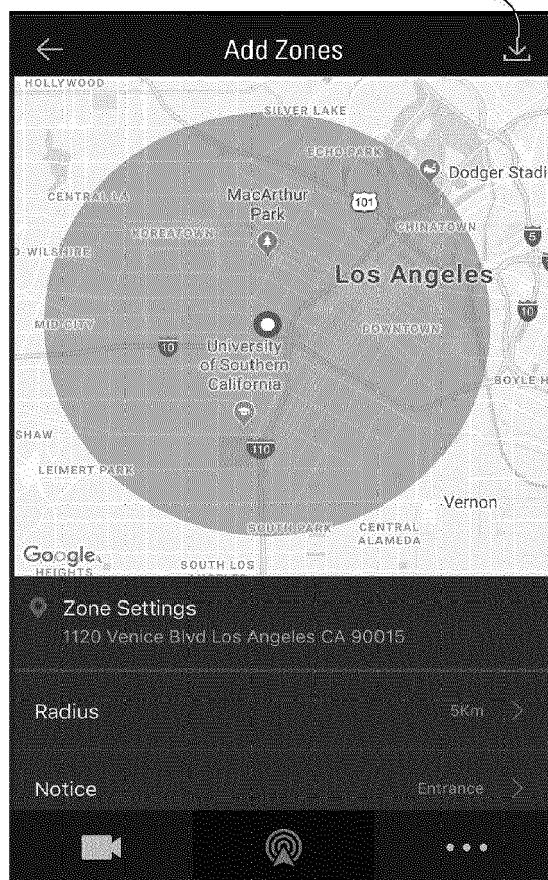 Add Zones
HOLLYWOOD
SILVER LAKE
ECHO PARK
Dodger Stadi
CENTRAL LA
MacArthur
Park
101
KOREATOWN
CHINATOWN
5
D-WILSHIRE
Los Angeles
10
MID-CITY
DOWNTOWN
10
University
of Southern
California
BOYLE H
SHAW
110
LEIMERT PARK
Vernon
SOUTH PARK
CENTRAL
ALAMEDA
Google
HEIGHTS
SOUTH LOS
Zone Settings
1120 Venice Blvd Los Angeles CA 90015
Radius
5Km
Notice
Entrance